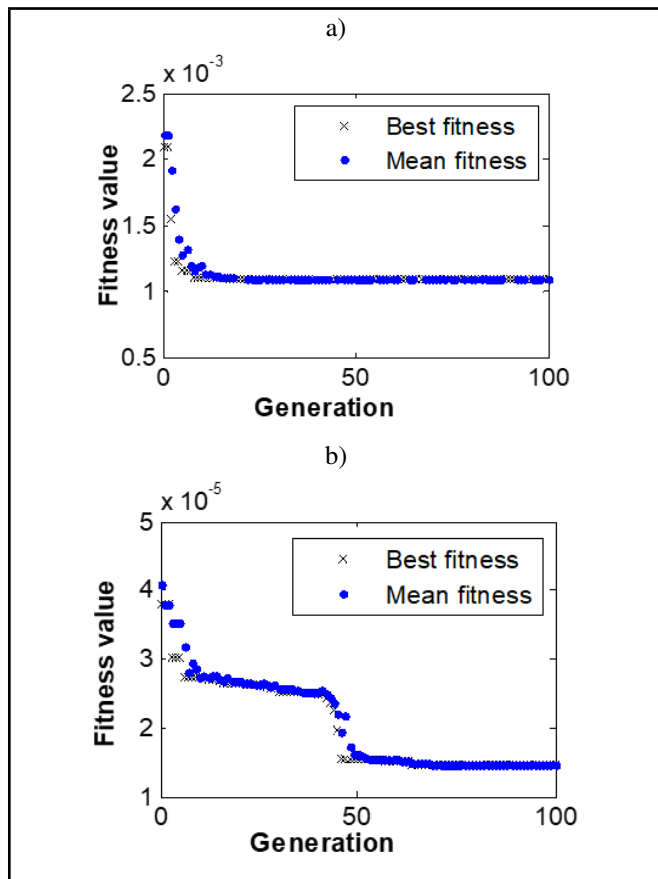 a)
x 10-3
2.5
2
1.5
1
0.5
Fitness value
Best fitness
Mean fitness
0
50
100
Generation
b)
x 10-5
5
4
3
2
1
Fitness value
Best fitness
Mean fitness
0
50
100
Generation